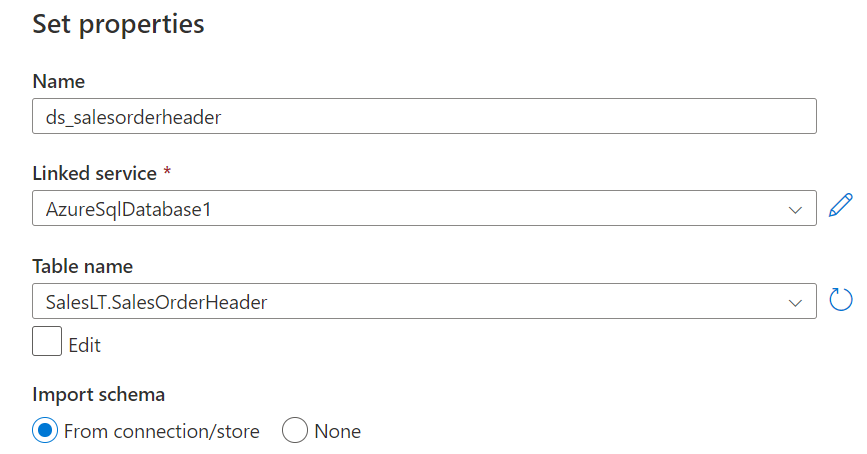 Set properties
Name
ds_salesorderheader
Linked service *
AzureSqlDatabase1
Table name
SalesLT.SalesOrderHeader
Edit
Import schema
From connection/store None